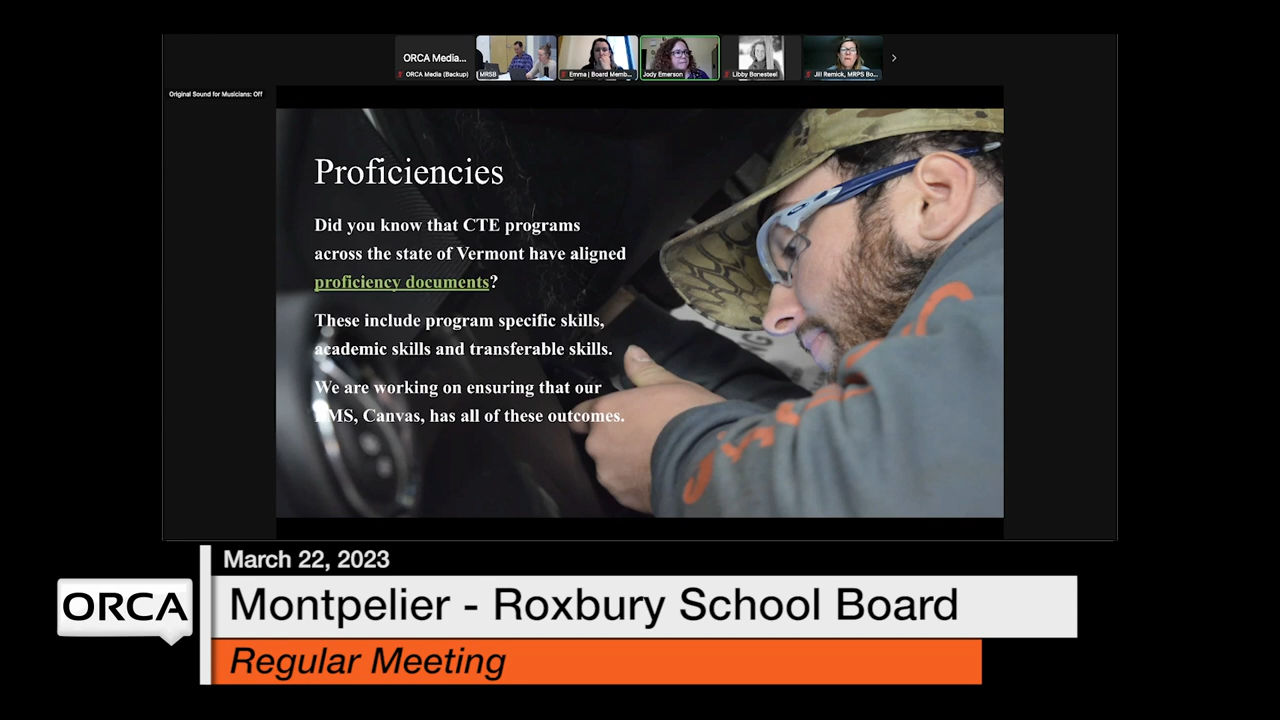 ORCA Media...
ORCA Media (Backup)
MRSB
Emma | Board Memb...
Jody Emerson
Libby Bonesteel
Jill Remick, MRPS Bo...
Original Sound for Musicians: Off
Proficiencies
Did you know that CTE programs
across the state of Vermont have aligned
proficiency documents?
These include program specific skills,
academic skills and transferable skills.
We are working on ensuring that our
LMS, Canvas, has all of these outcomes.
March 22, 2023
ORCA
Montpelier - Roxbury School Board
Regular Meeting